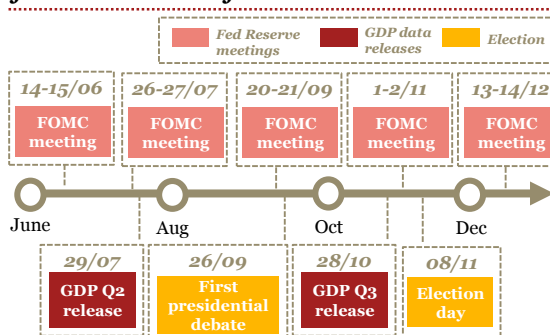 Fed Reserve
meetings
GDP data
releases
Election
14-15/06
FOMC
meeting
26-27/07
FOMC
meeting
20-21/09
FOMC
meeting
1-2/11
FOMC
meeting
13-14/12
FOMC
meeting
June
Aug
Oct
Dec
29/07
GDP Q2
release
26/09
First
presidential
debate
28/10
GDP Q3
release
08/11
Election
day